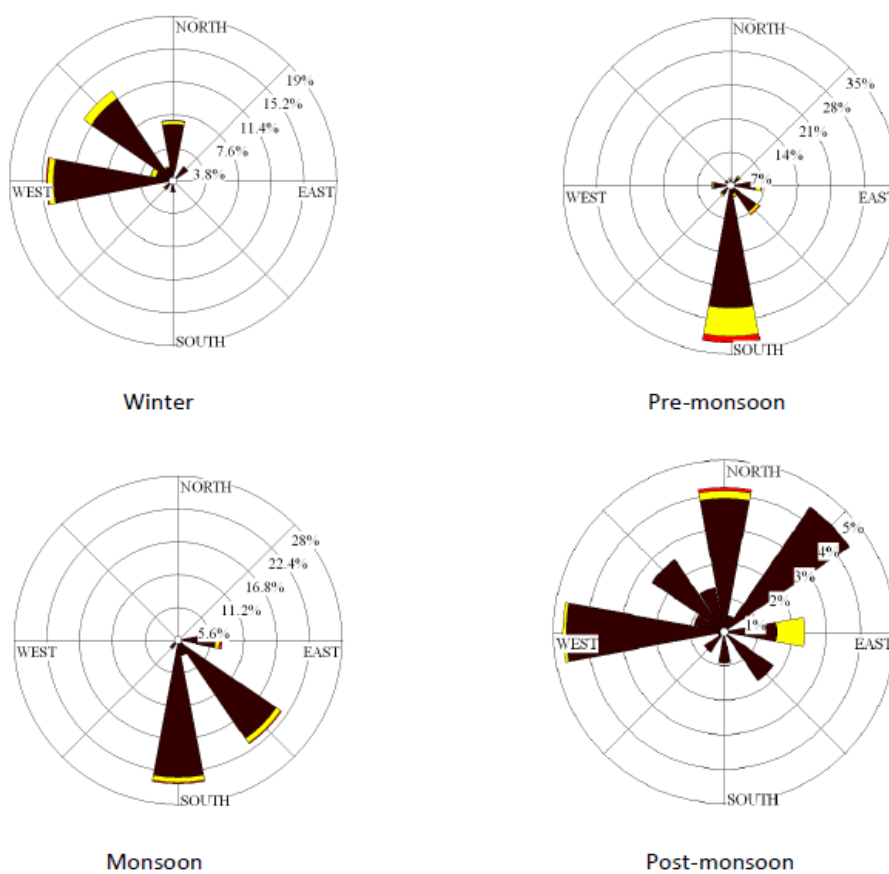 NORTH
19%
15.2%
11.4%
7.6%
3.8%
WEST
EAST
SOUTH
Winter
NORTH
35%
28%
21%
14%
7%
WEST
EAST
SOUTH
Pre-monsoon
NORTH
28%
22.4%
16.8%
11.2%
5.6%
WEST
EAST
SOUTH
Monsoon
NORTH
5%
4%
3%
2%
1%
WEST
EAST
SOUTH
Post-monsoon